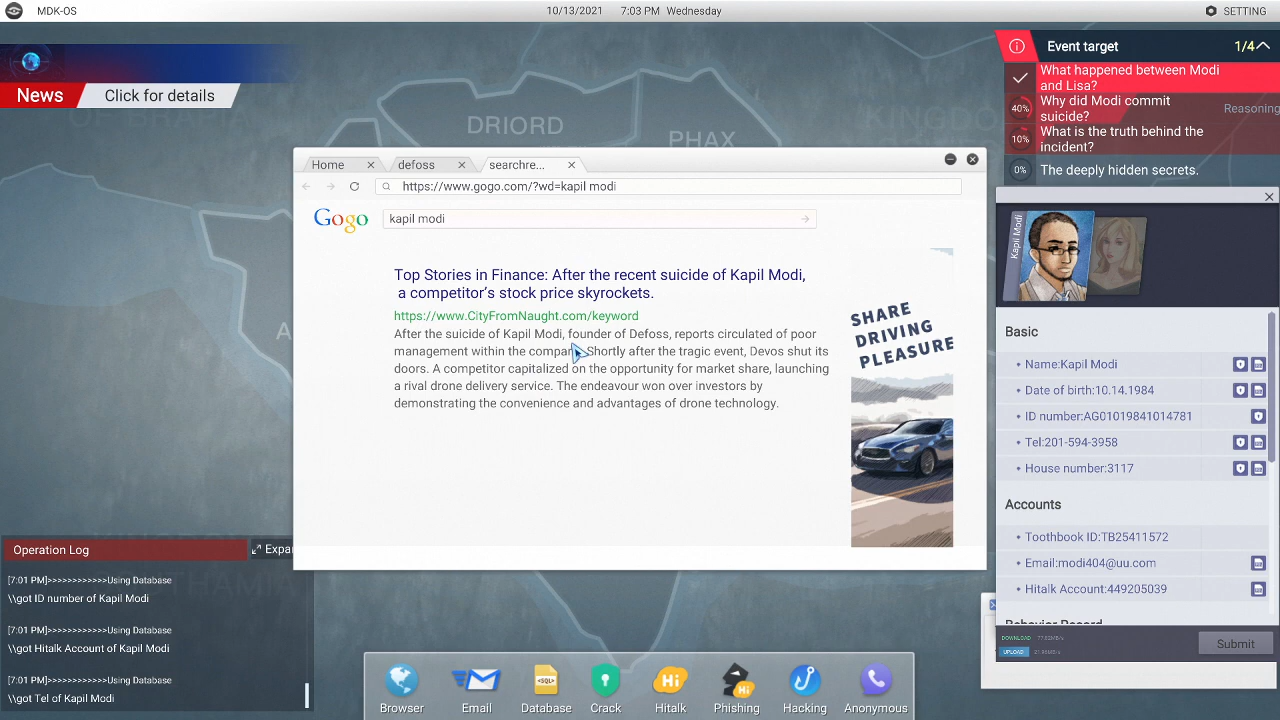 MDK-OS
10/13/2021 7:03 PM Wednesday
SETTING
News
Click for details
DRIORD
PHAX
Event target
1/4
What happened between Modi
and Lisa?
40%
Why did Modi commit
suicide?
Reasoning
10%
What is the truth behind the
incident?
0%
The deeply hidden secrets.
Home
defoss
searchre...
https://www.gogo.com/?wd=kapil modi
Gogo
kapil modi
Top Stories in Finance: After the recent suicide of Kapil Modi,
a competitor's stock price skyrockets.
https://www.CityFromNaught.com/keyword
After the suicide of Kapil Modi, founder of Defoss, reports circulated of poor
management within the compan Shortly after the tragic event, Devos shut its
doors. A competitor capitalized on the opportunity for market share, launching
a rival drone delivery service. The endeavour won over investors by
demonstrating the convenience and advantages of drone technology.
SHARE
DRIVING
PLEASURE
Kapil Modi
Basic
• Name:Kapil Modi
• Date of birth:10.14.1984
• ID number:AG01019841014781
• Tel:201-594-3958
• House number:3117
Accounts
• Toothbook ID:TB25411572
• Email:modi404@uu.com
• Hitalk Account:449205039
Behavior Record
DOWNLOAD
UPLOAD
Submit
Operation Log
Expa
[7:01 PM]>>>>>>>>>>>>Using Database
\\got ID number of Kapil Modi
[7:01 PM]>>>>>>>>>>>>Using Database
\\got Hitalk Account of Kapil Modi
[7:01 PM]>>>>>>>>>>>>Using Database
\\got Tel of Kapil Modi
Browser
Email
<SQL>
Database
Crack
Hi
Hitalk
Hi
Phishing
Hacking
Anonymous